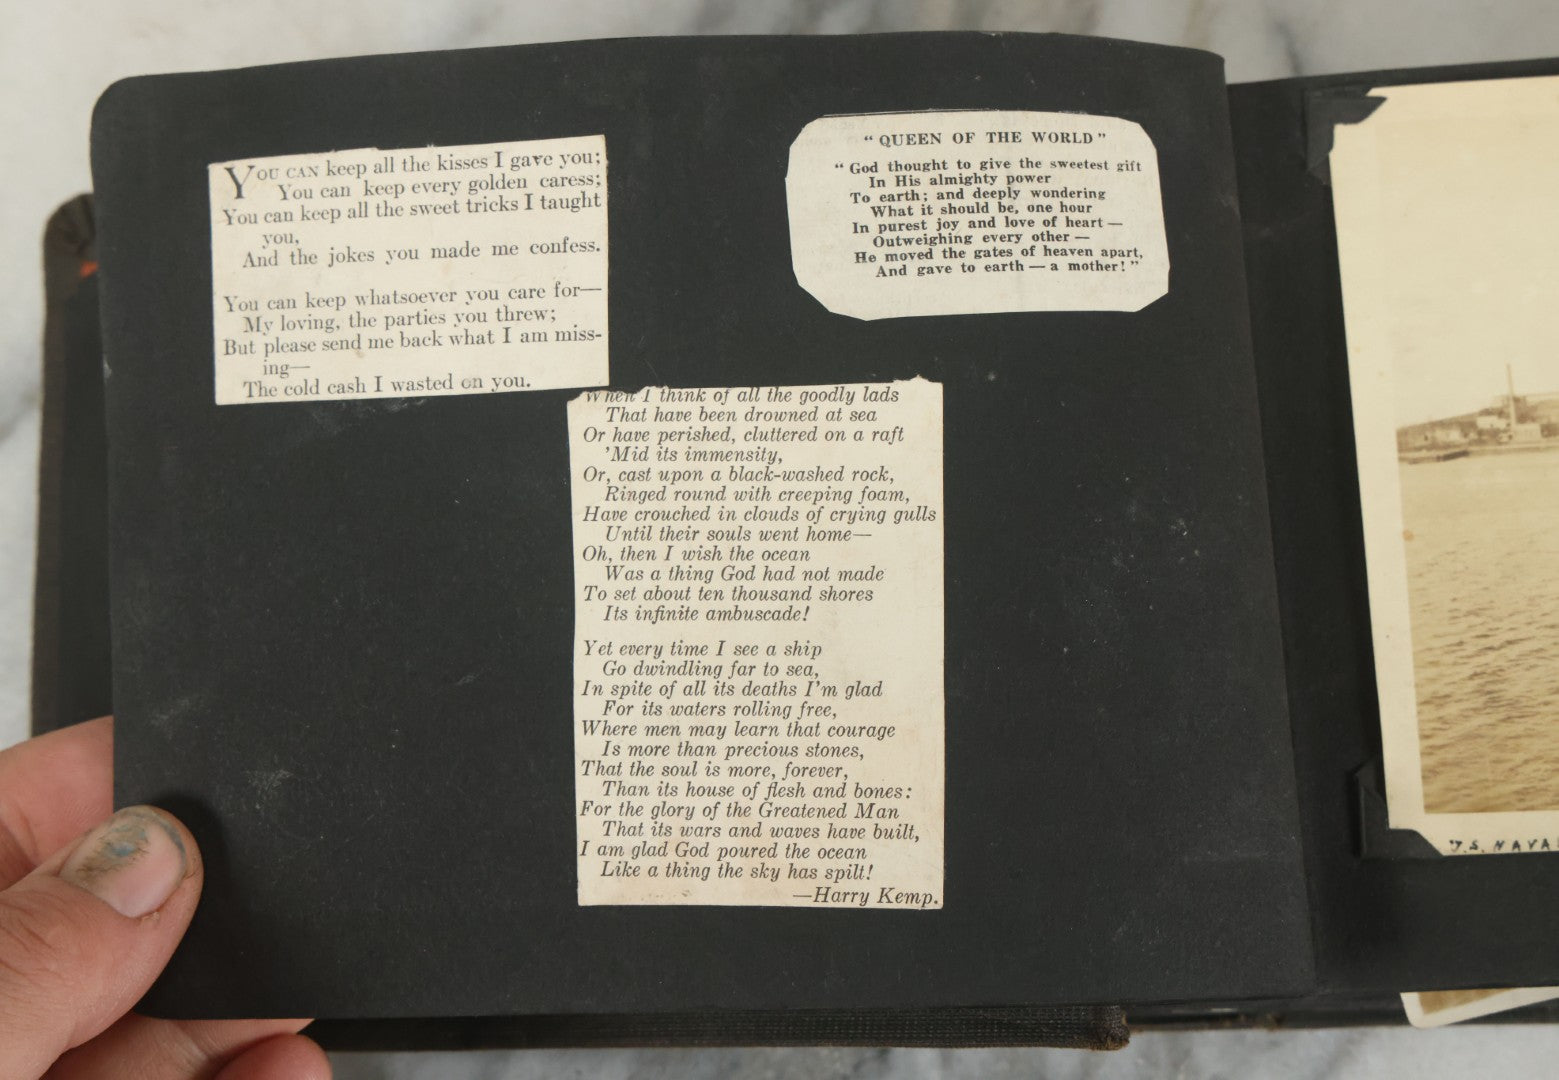 YOU CAN keep all the kisses I gave you;
You can keep every golden caress;
You can keep all the sweet tricks I taught
you,
And the jokes you made me confess.
You can keep whatsoever you care for—
My loving, the parties you threw;
But please send me back what I am miss-
ing—
The cold cash I wasted on you.
“ QUEEN OF THE WORLD ”
“ God thought to give the sweetest gift
In His almighty power
To earth; and deeply wondering
What it should be, one hour
In purest joy and love of heart —
Outweighing every other —
He moved the gates of heaven apart,
And gave to earth — a mother! ”
When I think of all the goodly lads
That have been drowned at sea
Or have perished, cluttered on a raft
’Mid its immensity,
Or, cast upon a black-washed rock,
Ringed round with creeping foam,
Have crouched in clouds of crying gulls
Until their souls went home—
Oh, then I wish the ocean
Was a thing God had not made
To set about ten thousand shores
Its infinite ambuscade!
Yet every time I see a ship
Go dwindling far to sea,
In spite of all its deaths I’m glad
For its waters rolling free,
Where men may learn that courage
Is more than precious stones,
That the soul is more, forever,
Than its house of flesh and bones:
For the glory of the Greatened Man
That its wars and waves have built,
I am glad God poured the ocean
Like a thing the sky has spilt!
—Harry Kemp.
U.S. NAVAL